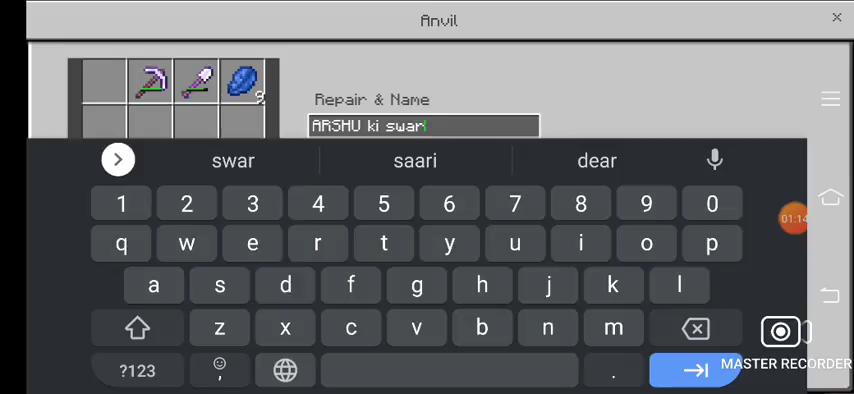 Anvil
Repair & Name
ARSHU ki swar
swar saari dear
1 2 3 4 5 6 7 8 9 0
q w e r t y u i o p
01:14
a s d f g h j k l
z x c v b n m
MASTER RECORDER
?123 , .